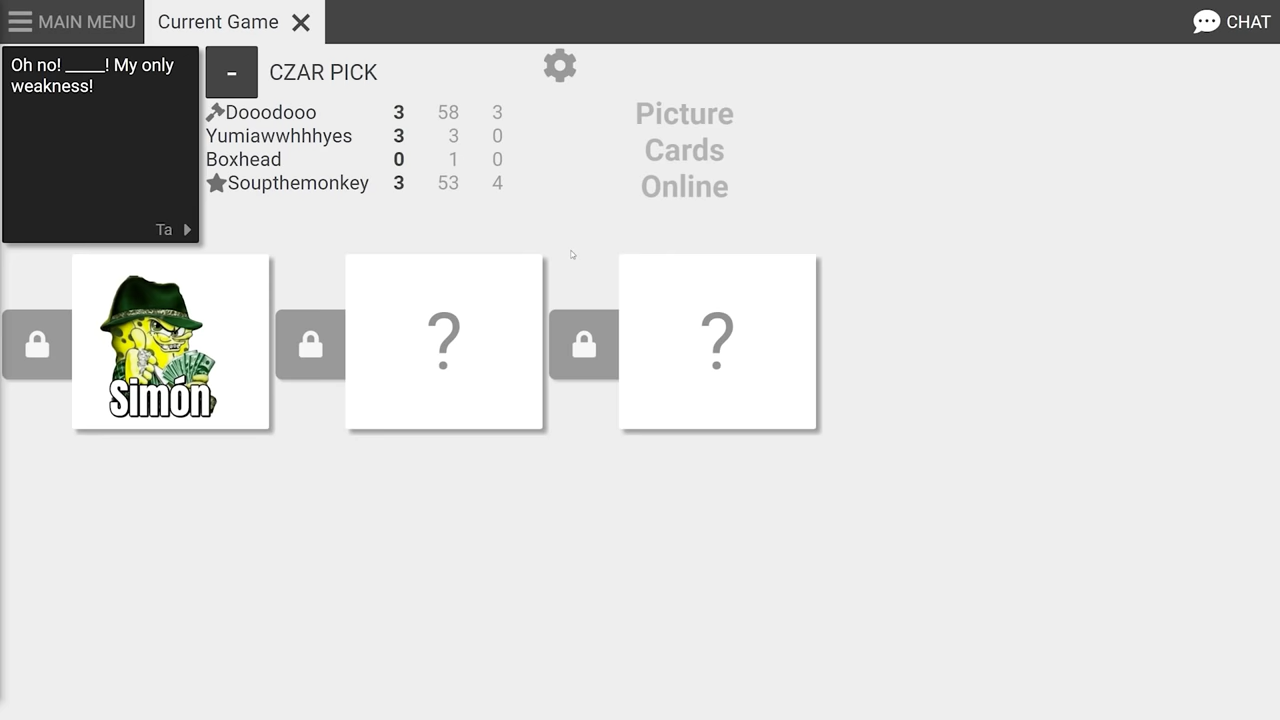 MAIN MENU
Current Game
CHAT
Oh no! _____! My only
weakness!
Ta
-
CZAR PICK
Dooodooo 3 58 3
Yumiawwhhhyes 3 3 0
Boxhead 0 1 0
Soupthemonkey 3 53 4
Picture
Cards
Online
Simón
?
?